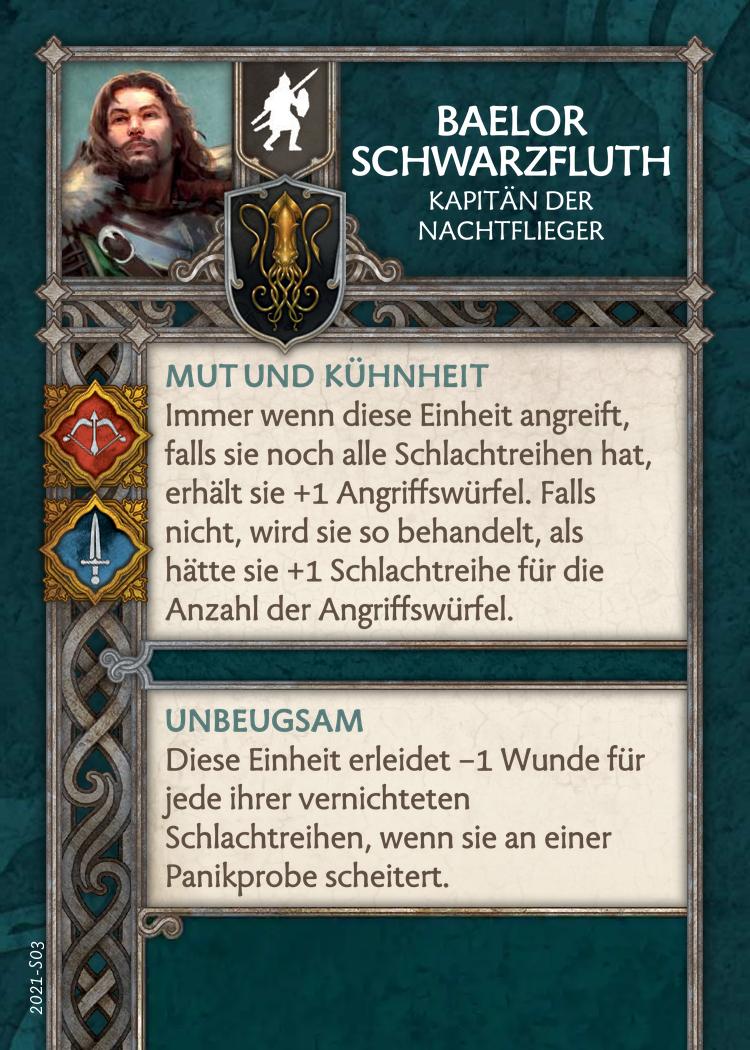 BAELOR
SCHWARZFLUTH
KAPITÄN DER
NACHTFLIEGER
MUT UND KÜHNHEIT
Immer wenn diese Einheit angreift,
falls sie noch alle Schlachtreihen hat,
erhält sie +1 Angriffswürfel. Falls
nicht, wird sie so behandelt, als
hätte sie +1 Schlachtreihe für die
Anzahl der Angriffswürfel.
UNBEUGSAM
Diese Einheit erleidet −1 Wunde für
jede ihrer vernichteten
Schlachtreihen, wenn sie an einer
Panikprobe scheitert.
2021-S03